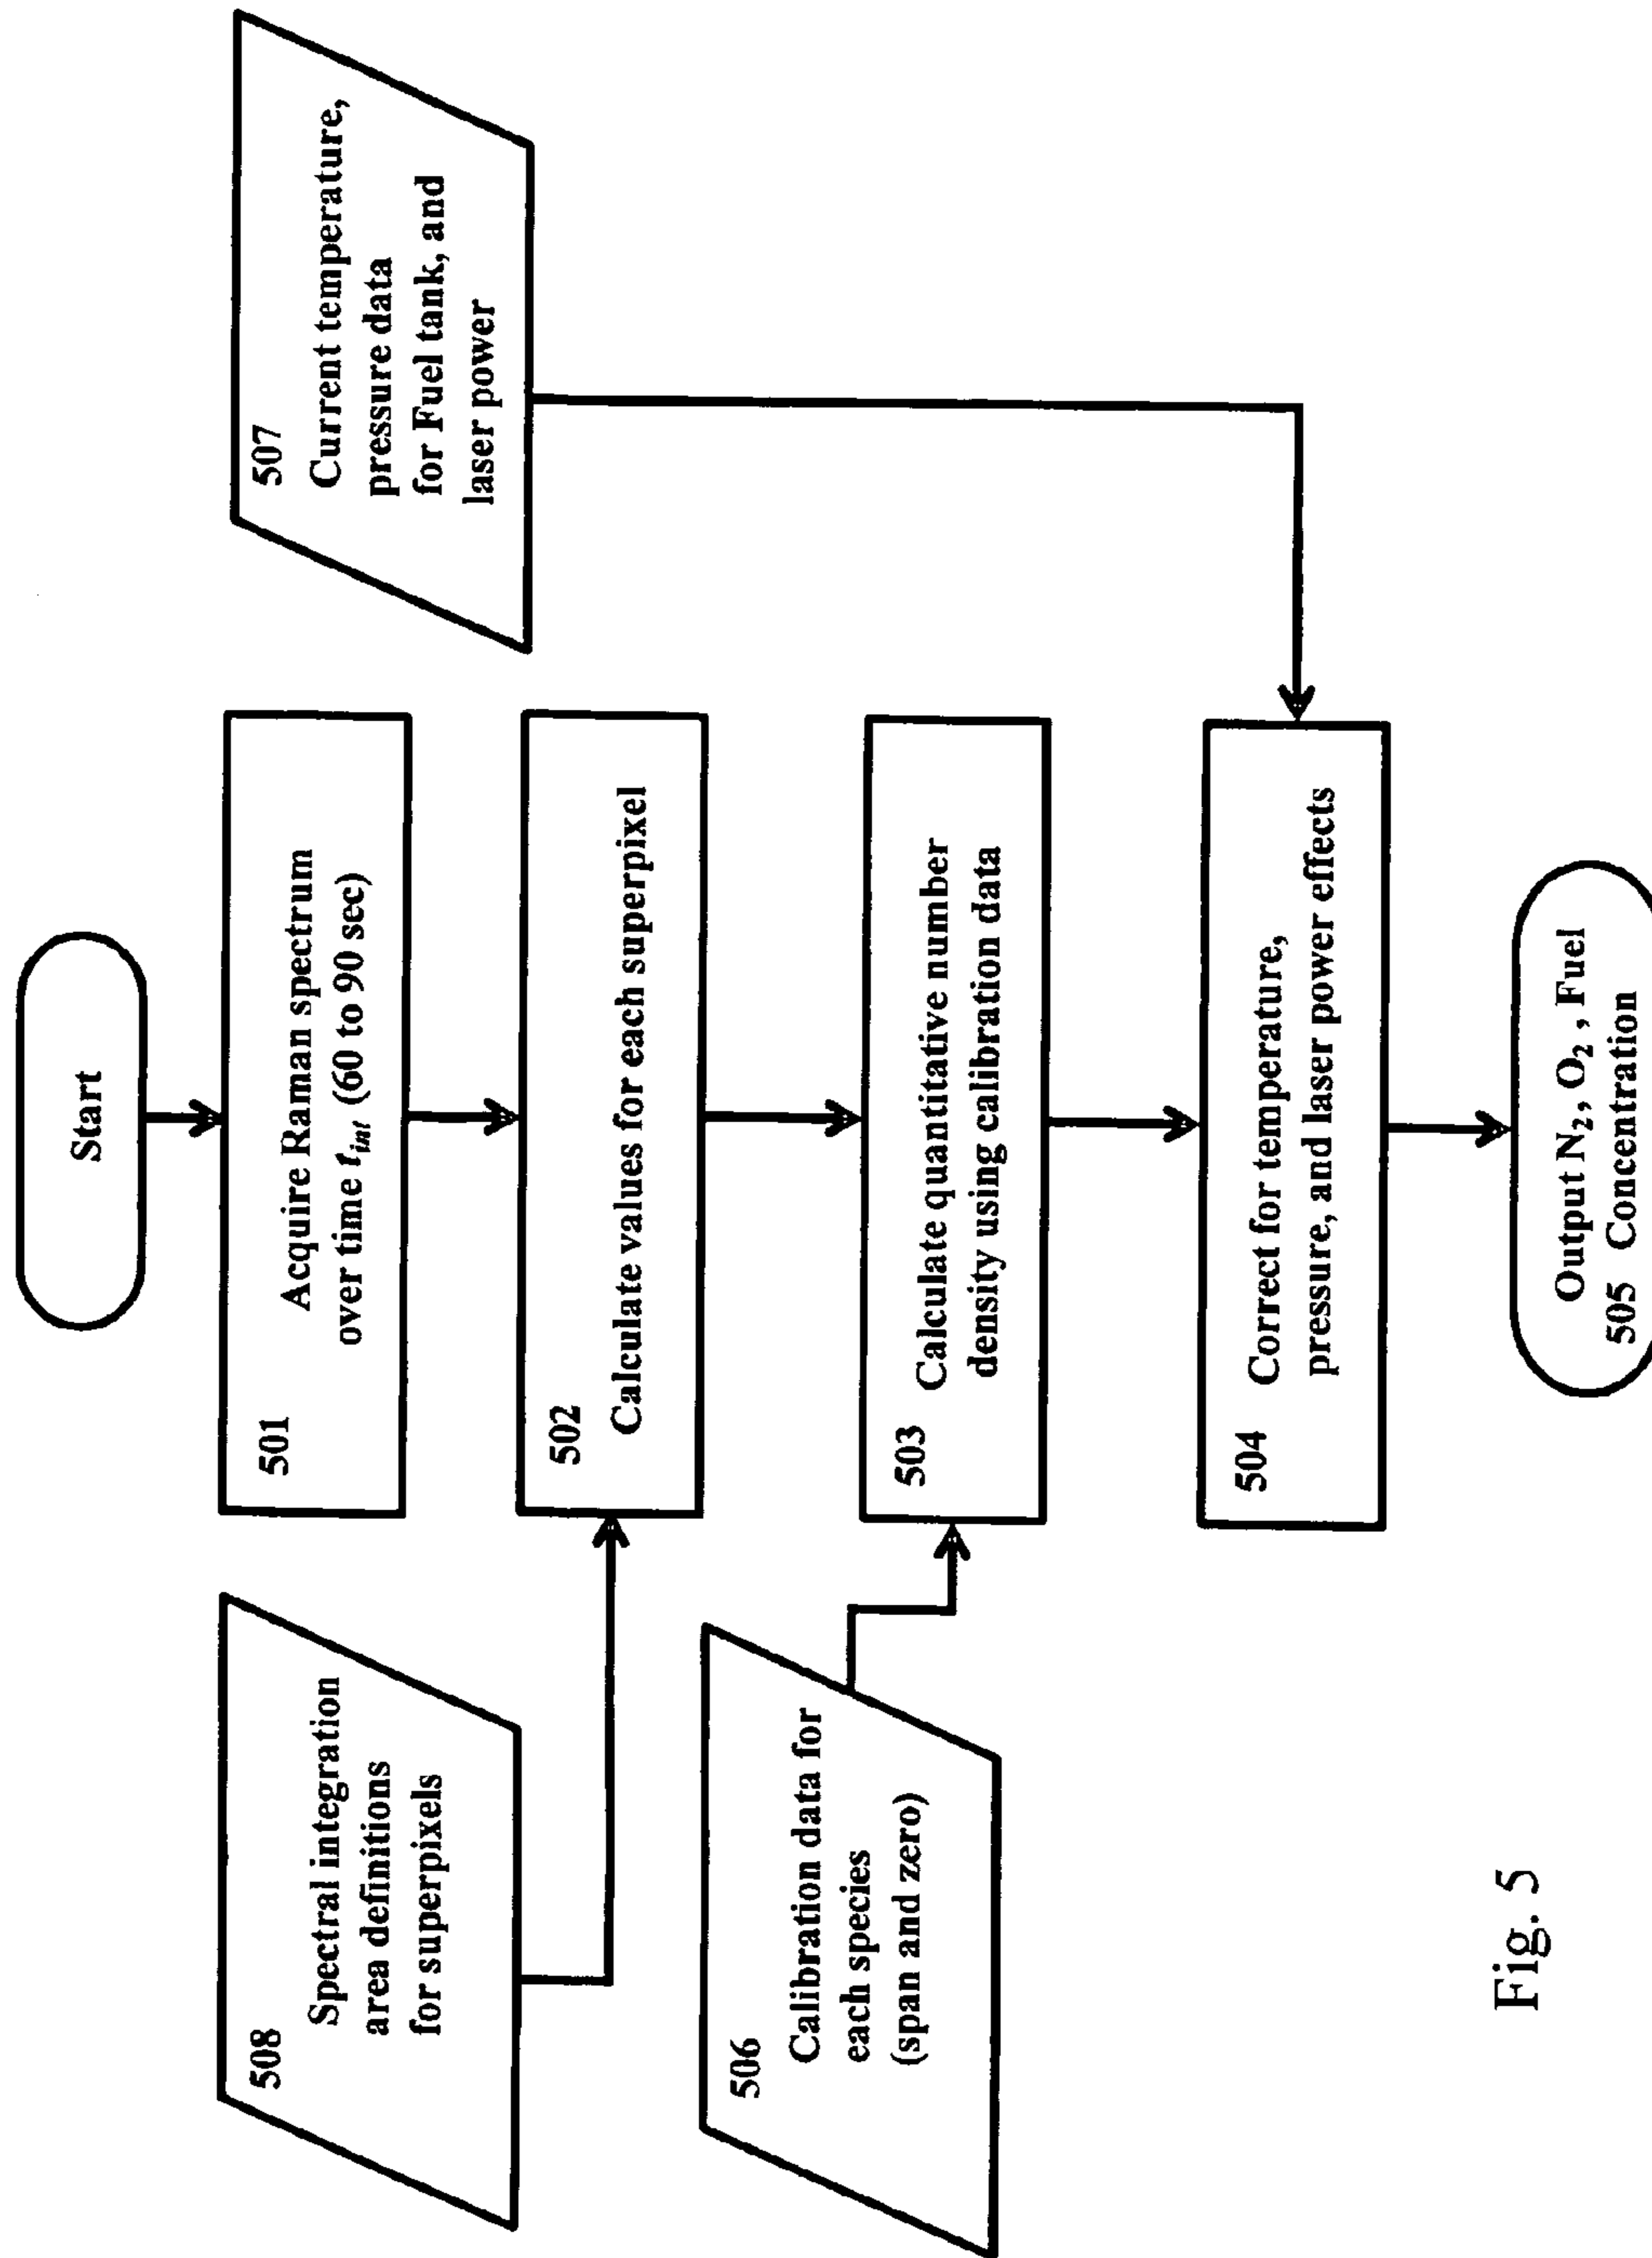 Start
501
Acquire Raman spectrum
over time t_int (60 to 90 sec)
508
Spectral integration
area definitions
for superpixels
507
Current temperature,
pressure data
for Fuel tank, and
laser power
502
Calculate values for each superpixel
506
Calibration data for
each species
(span and zero)
503
Calculate quantitative number
density using calibration data
504
Correct for temperature,
pressure, and laser power effects
Output N₂, O₂, Fuel
505 Concentration
Fig. 5